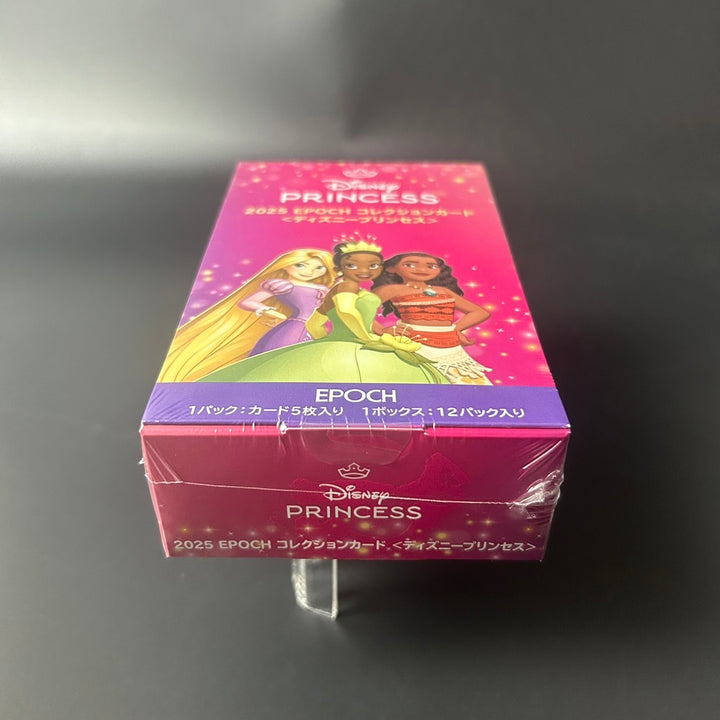 Disney
PRINCESS
2025 EPOCH コレクションカード
<ディズニープリンセス>
EPOCH
1パック：カード5枚入り 1ボックス：12パック入り
Disney
PRINCESS
2025 EPOCH コレクションカード <ディズニープリンセス>